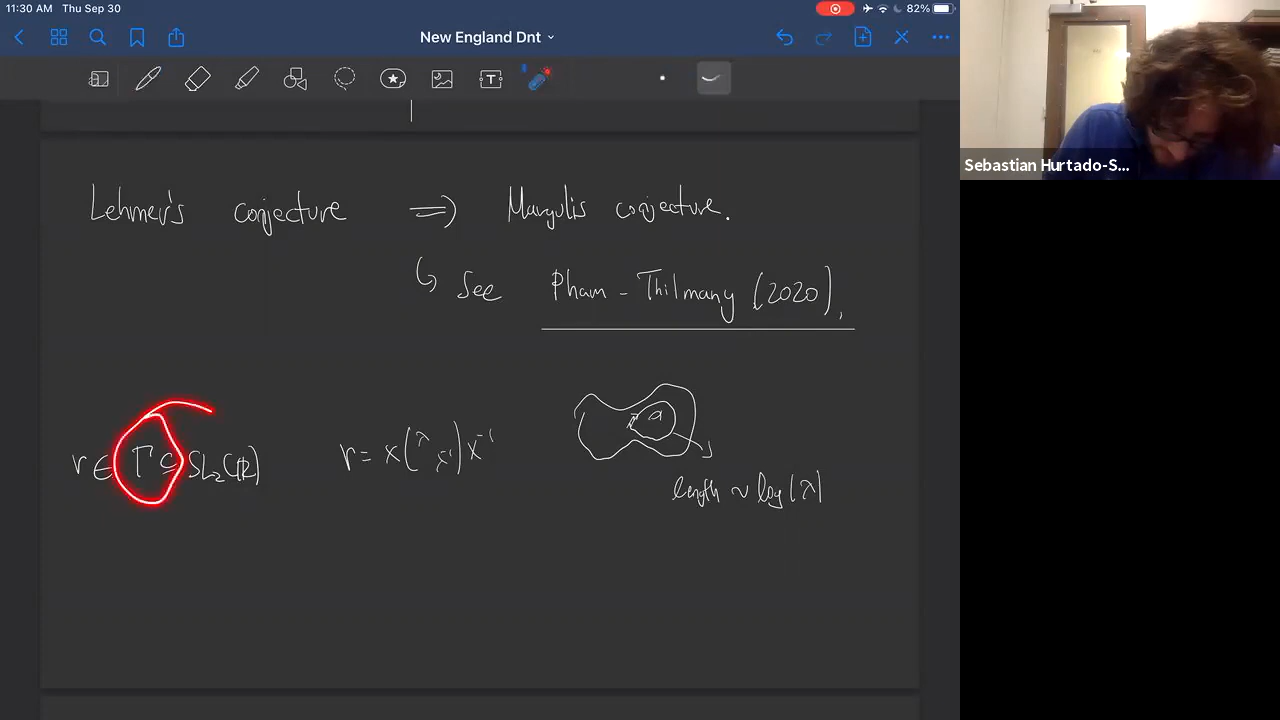 11:30 AM Thu Sep 30
82%
New England Dnt
T
Sebastian Hurtado-S...
Lehmer's conjecture ⟹ Margulis conjecture.
↳ See Pham - Thilmany (2020),
γ ∈ Γ ⊆ SL₂(ℝ) γ = x(λ λ⁻¹)x⁻¹
length ~ log(λ)